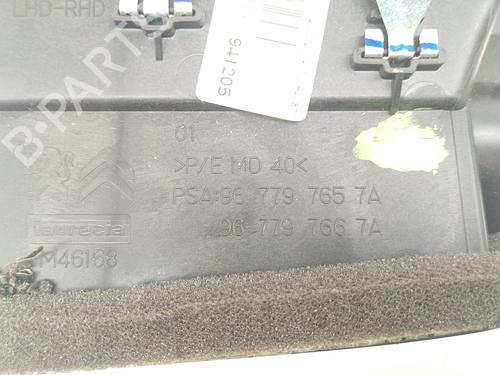 LHD-RHD
941205
01
>P/E MD 40<
PSA:96 779 765 7A
96 779 766 7A
faurecia
M46168
B-PARTS